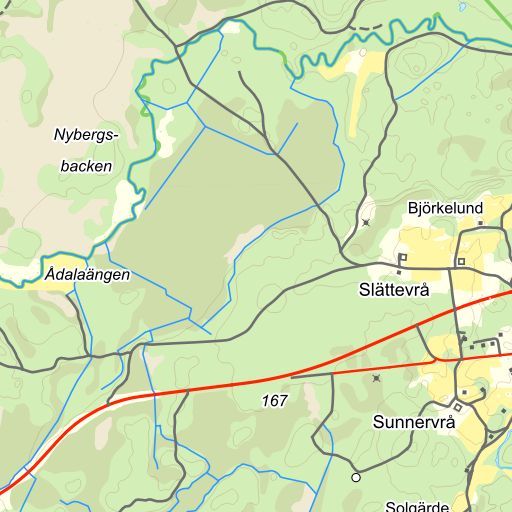 Nybergs-
backen
Björkelund
Ådalaängen
Slättevrå
167
Sunnervrå
Solgärde